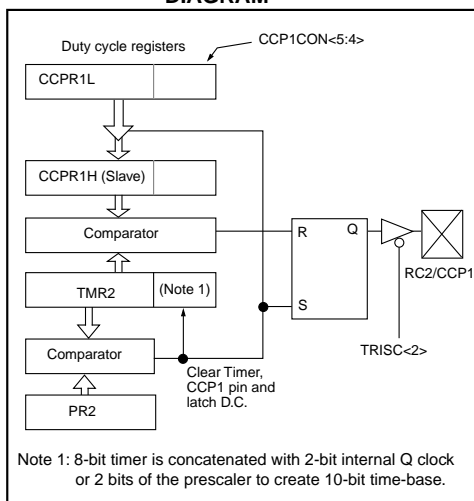 DIAGRAM
Duty cycle registers
CCP1CON<5:4>
CCPR1L
CCPR1H (Slave)
Comparator
R
Q
RC2/CCP1
TMR2
(Note 1)
S
TRISC<2>
Comparator
Clear Timer,
CCP1 pin and
latch D.C.
PR2
Note 1: 8-bit timer is concatenated with 2-bit internal Q clock
or 2 bits of the prescaler to create 10-bit time-base.